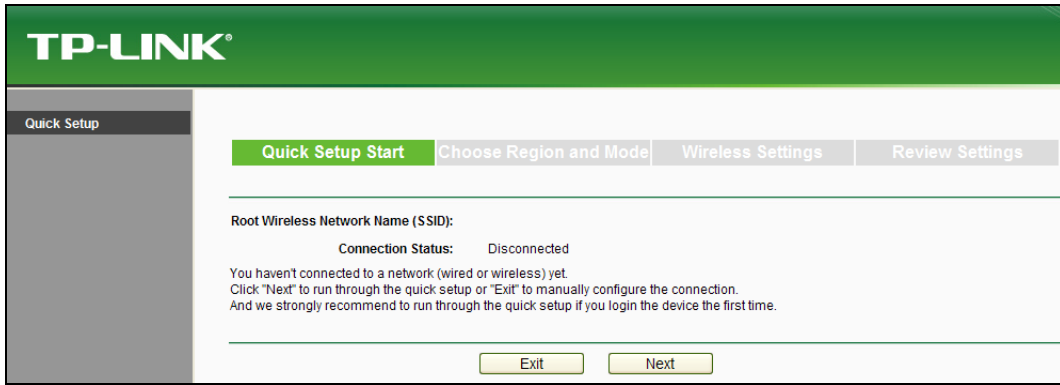 TP-LINK®
Quick Setup
Quick Setup Start Choose Region and Mode Wireless Settings Review Settings
Root Wireless Network Name (SSID):
Connection Status: Disconnected
You haven't connected to a network (wired or wireless) yet.
Click "Next" to run through the quick setup or "Exit" to manually configure the connection.
And we strongly recommend to run through the quick setup if you login the device the first time.
Exit Next